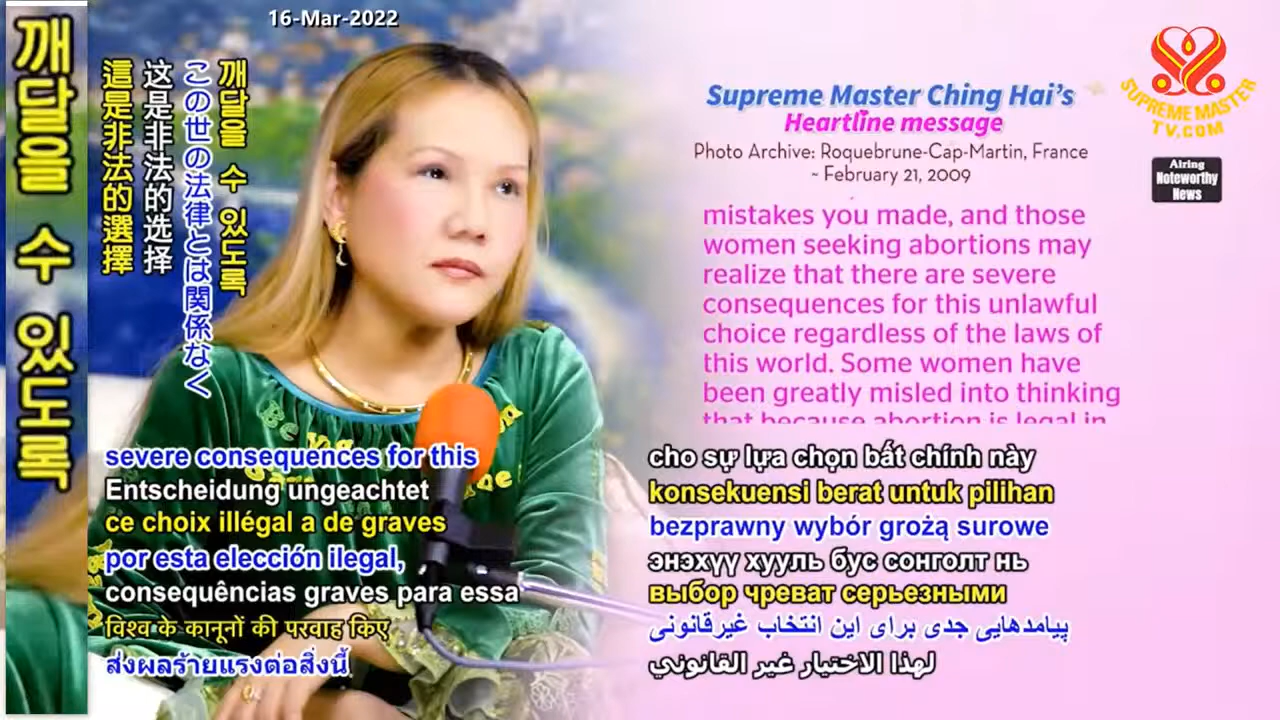 16-Mar-2022
깨달을 수 있도록
깨달을 수 있도록
この世の法律とは関係なく
这是非法的选择
這是非法的選擇
SUPREME MASTER
TV.COM
Airing
Noteworthy
News
Supreme Master Ching Hai's
Heartline message
Photo Archive: Roquebrune-Cap-Martin, France
~ February 21, 2009
mistakes you made, and those
women seeking abortions may
realize that there are severe
consequences for this unlawful
choice regardless of the laws of
this world. Some women have
been greatly misled into thinking
that because abortion is legal in
severe consequences for this
Entscheidung ungeachtet
ce choix illégal a de graves
por esta elección ilegal,
consequências graves para essa
विश्व के कानूनों की परवाह किए
ส่งผลร้ายแรงต่อสิ่งนี้
cho sự lựa chọn bất chính này
konsekuensi berat untuk pilihan
bezprawny wybór grożą surowe
энэхүү хууль бус сонголт нь
выбор чреват серьезными
پیامدهایی جدی برای این انتخاب غیرقانونی
لهذا الاختيار غير القانوني